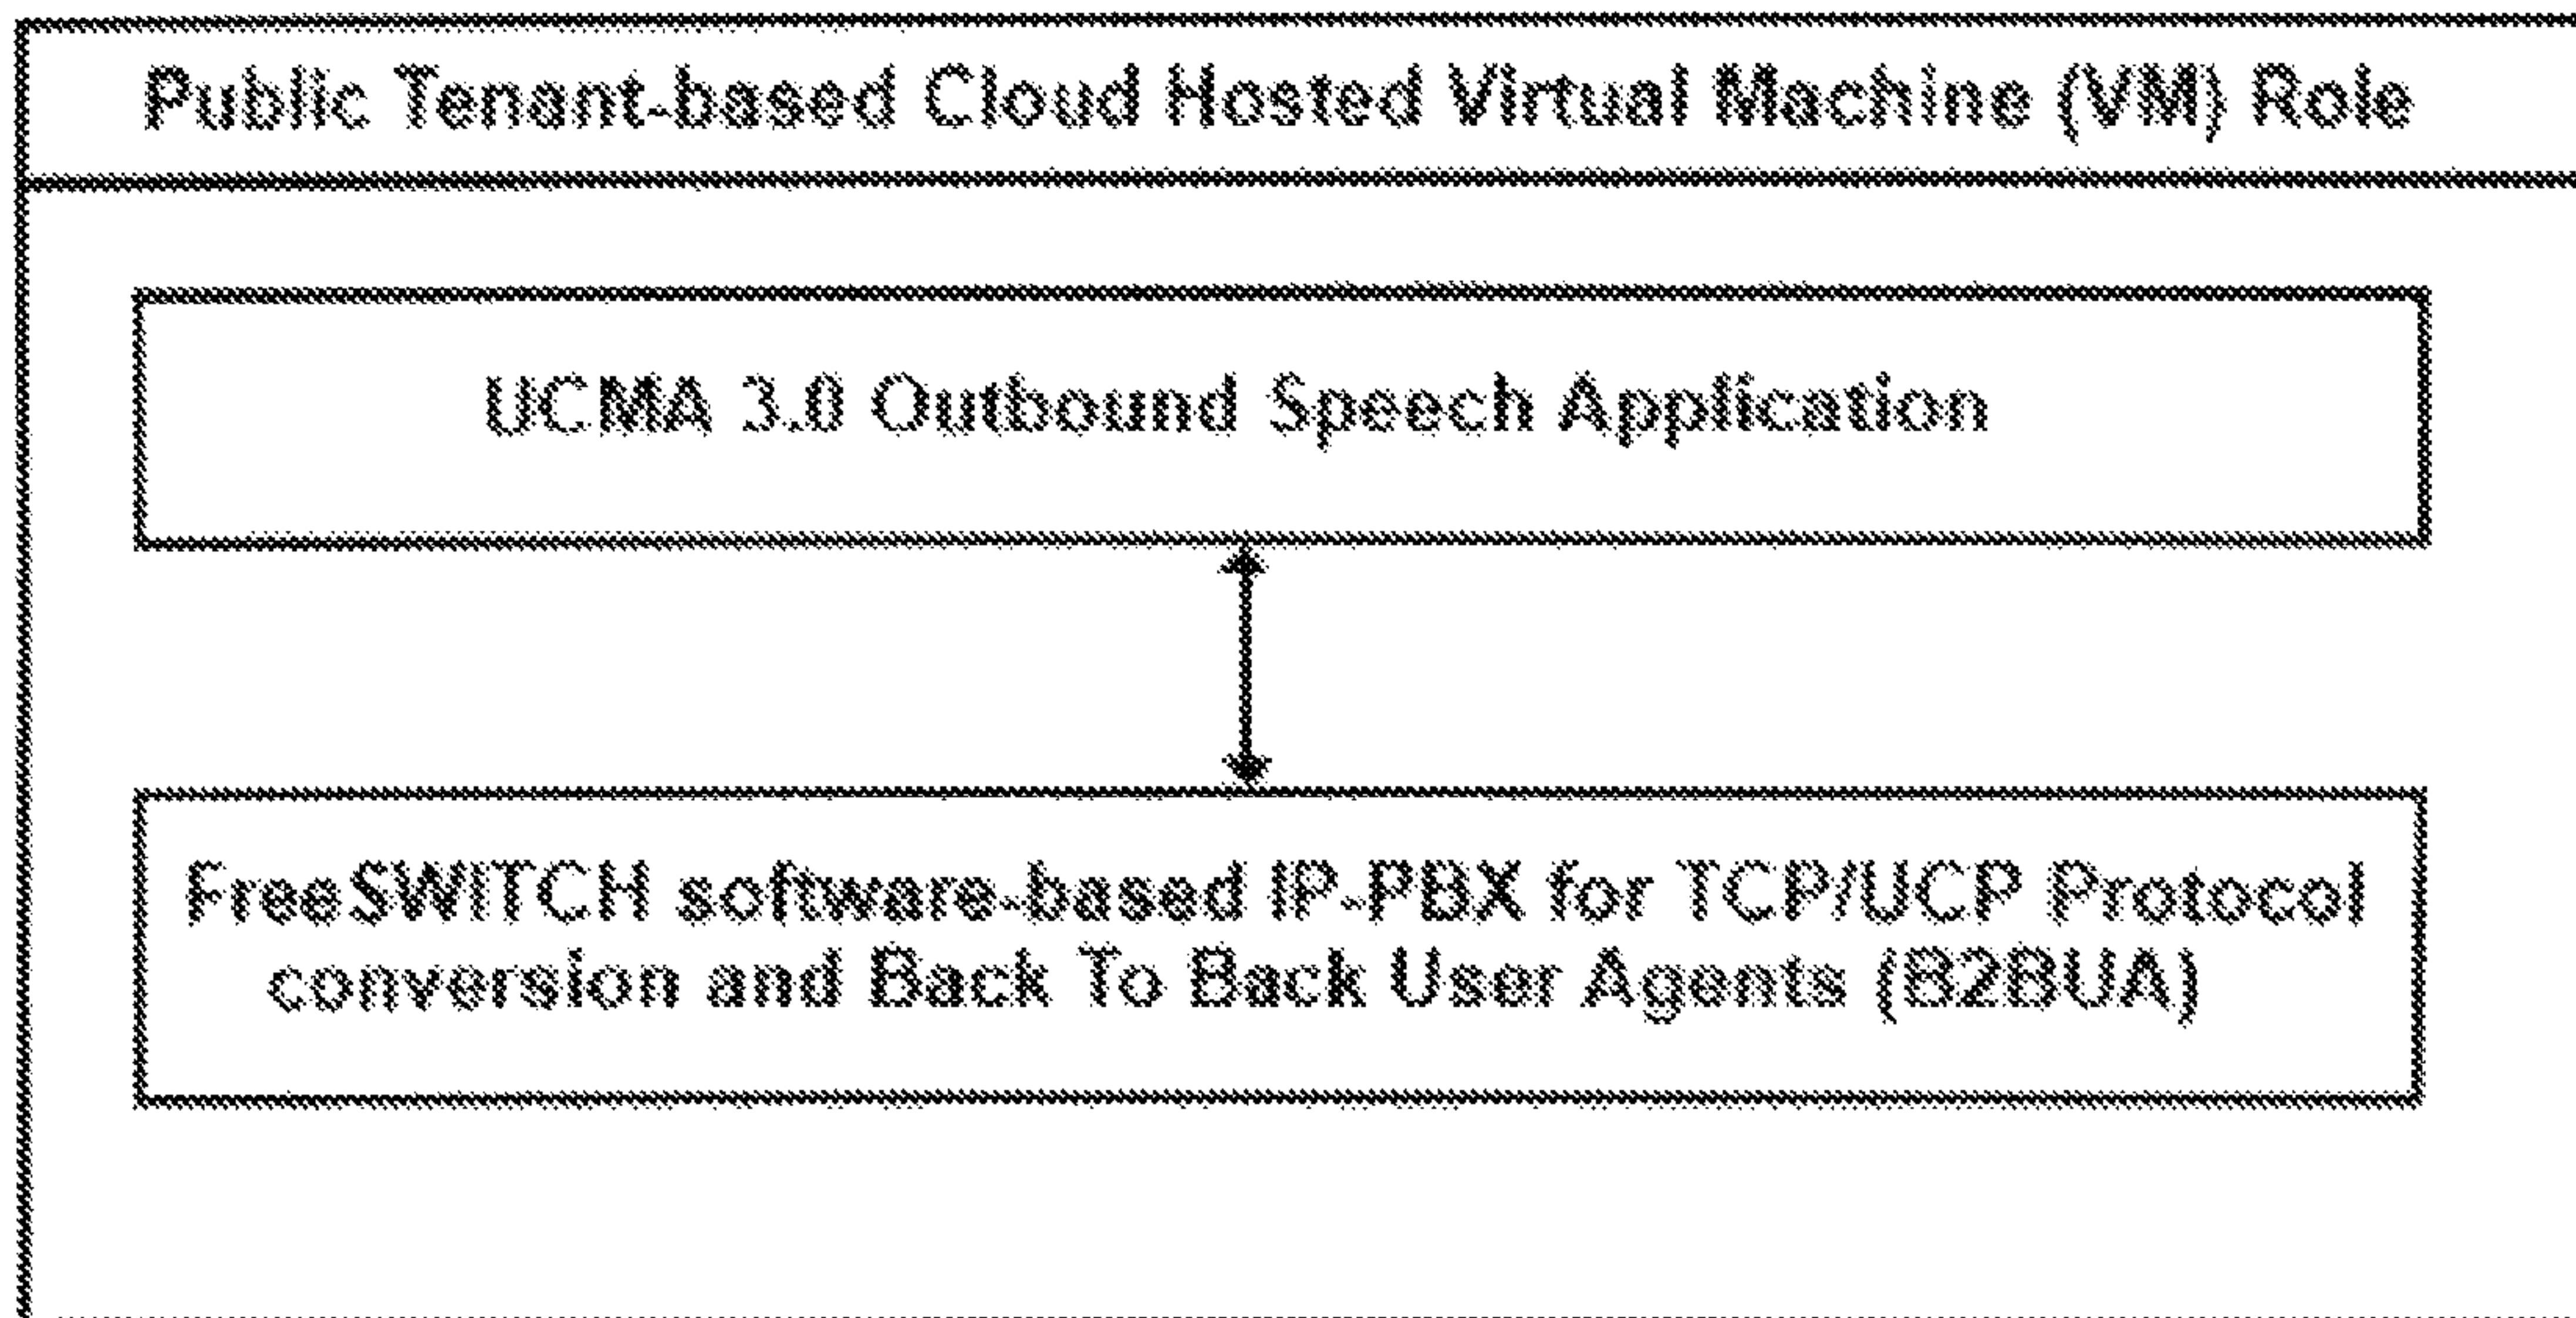 Public Tenant-based Cloud Hosted Virtual Machine (VM) Role
UCMA 3.0 Outbound Speech Application
FreeSWITCH software-based IP-PBX for TCP/UCP Protocol
conversion and Back To Back User Agents (B2BUA)